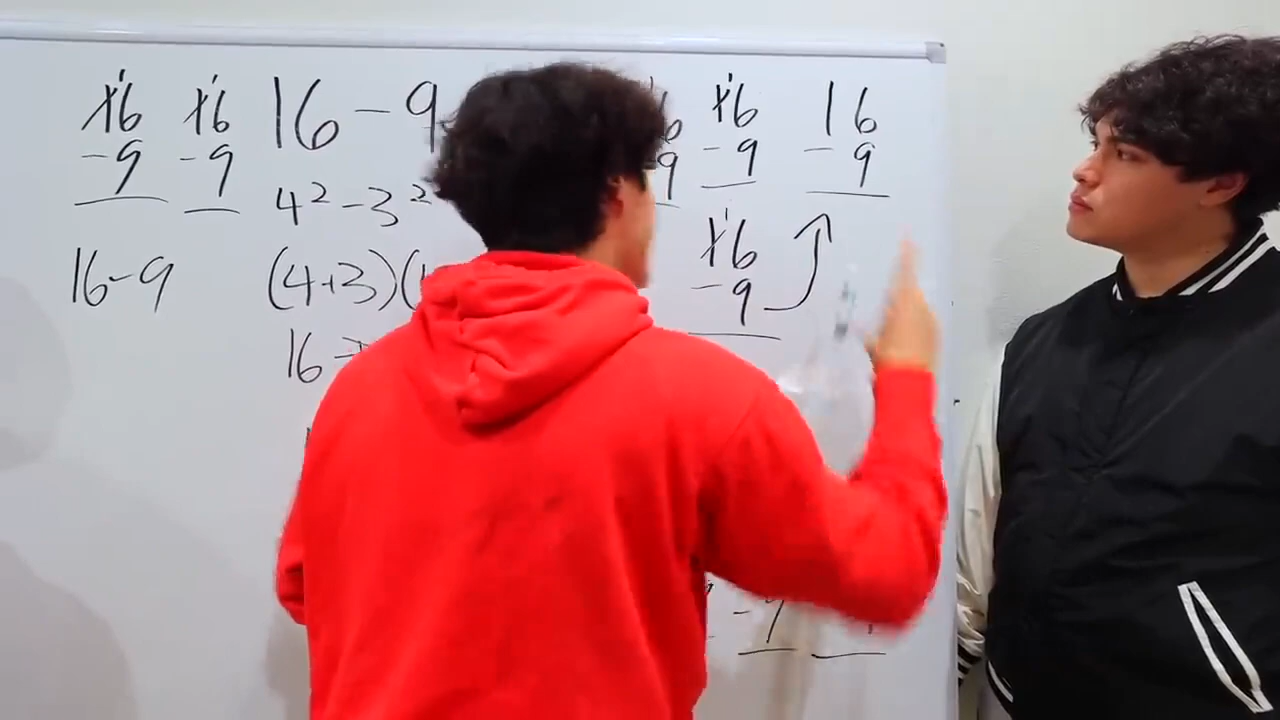 16 16 16 - 9 16 16
- 9 - 9 9 - 9 - 9
4² - 3²
16 - 9 (4+3)( 16
- 9
16
- 9